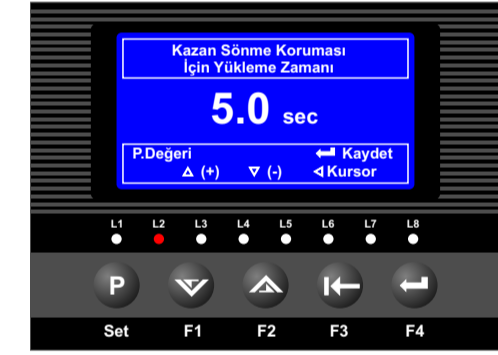 Kazan Sönme Koruması
İçin Yükleme Zamanı
5.0 sec
P.Değeri Kaydet
(+) (-) Kursor
L1 L2 L3 L4 L5 L6 L7 L8
P
Set F1 F2 F3 F4